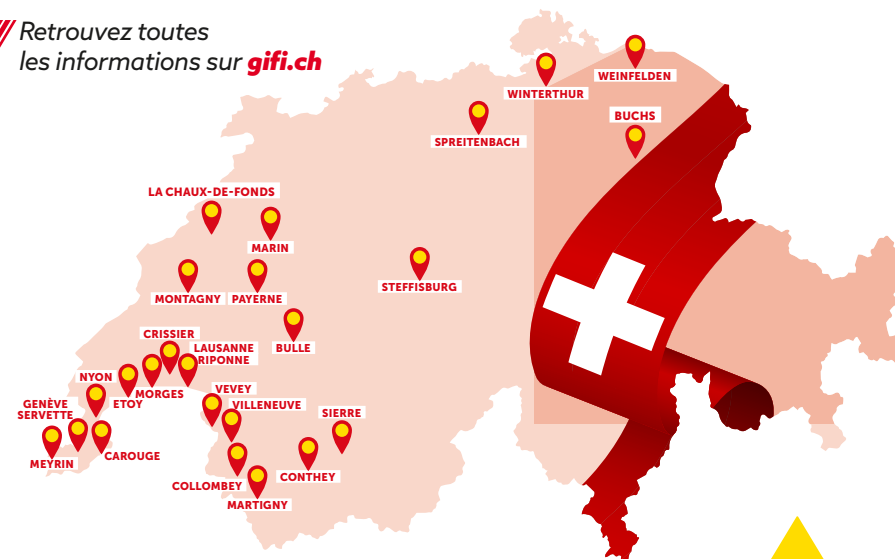 Retrouvez toutes
les informations sur gifi.ch
WEINFELDEN
WINTERTHUR
BUCHS
SPREITENBACH
LA CHAUX-DE-FONDS
MARIN
STEFFISBURG
MONTAGNY
PAYERNE
CRISSIER
LAUSANNE
RIPONNE
BULLE
NYON
MORGES
ETOY
VEVEY
GENÈVE
SERVETTE
VILLENEUVE
SIERRE
CAROUGE
MEYRIN
CONTHEY
COLLOMBEY
MARTIGNY